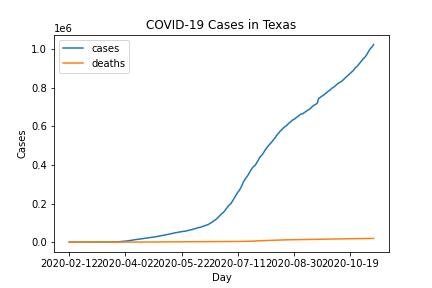 COVID-19 Cases in Texas
1e6
cases
deaths
1.0
0.8
0.6
0.4
0.2
0.0
Cases
2020-02-12 2020-04-02 2020-05-22 2020-07-11 2020-08-30 2020-10-19
Day